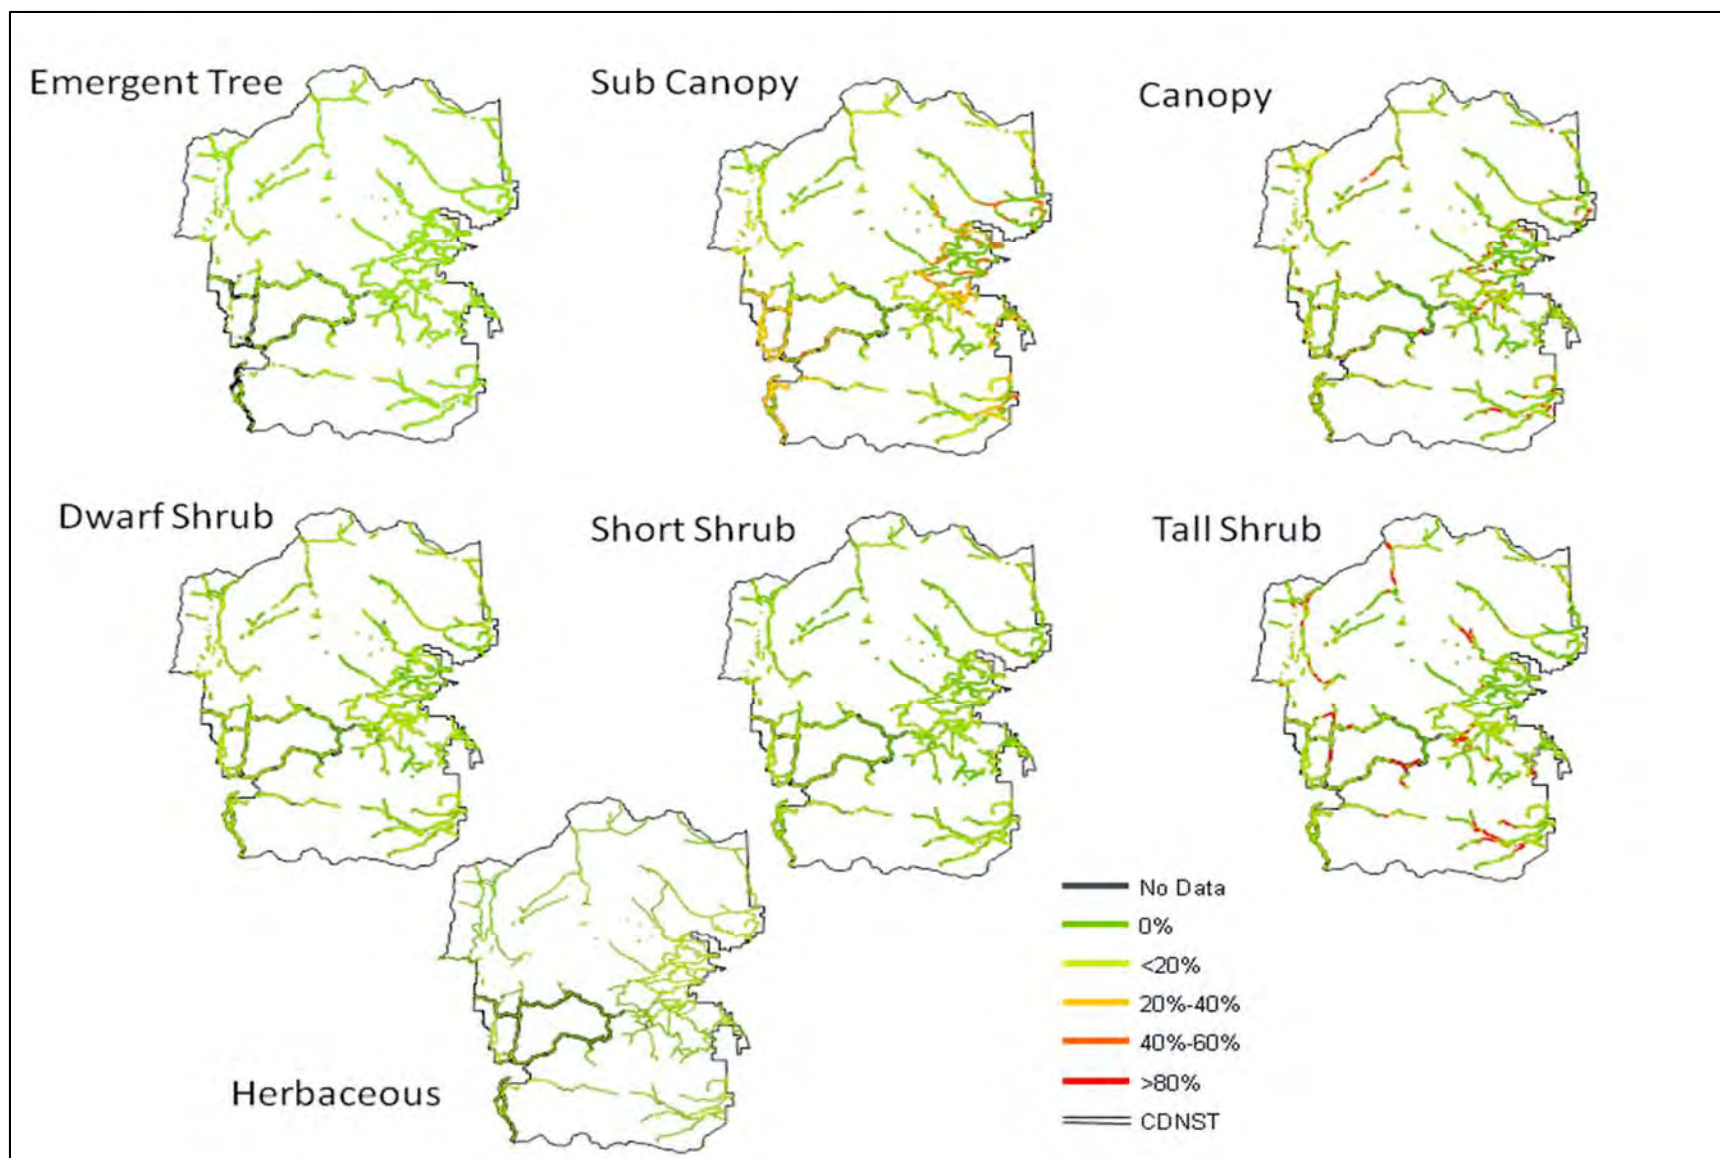 Emergent Tree
Sub Canopy
Canopy
Dwarf Shrub
Short Shrub
Tall Shrub
Herbaceous
No Data
0%
<20%
20%-40%
40%-60%
>80%
CDNST